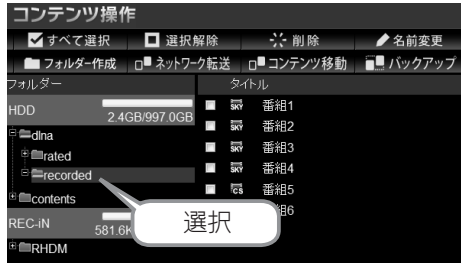 コンテンツ操作
すべて選択 選択解除 削除 名前変更
フォルダー作成 ネットワーク転送 コンテンツ移動 バックアップ
フォルダー タイトル
HDD
2.4GB/997.0GB
dlna
rated
recorded
contents
REC-iN
581.6K
RHDM
SKY 番組1
SKY 番組2
SKY 番組3
SKY 番組4
CS 番組5
組6
選択